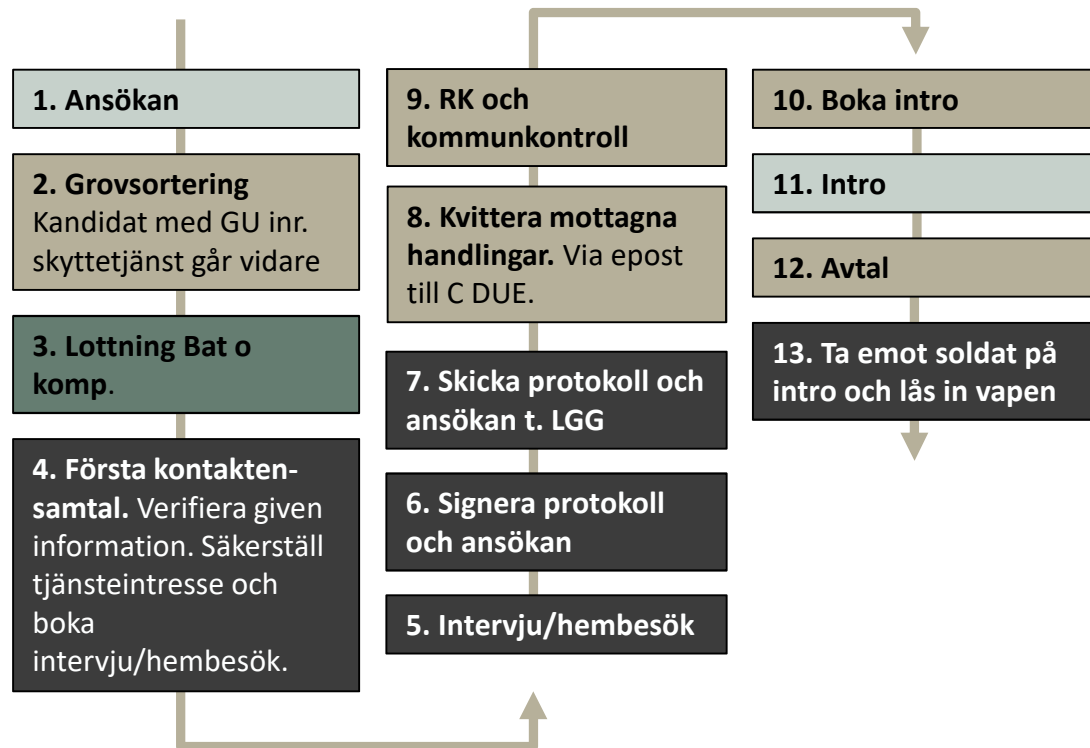 1. Ansökan
2. Grovsortering
Kandidat med GU inr.
skyttetjänst går vidare
3. Lottning Bat o
komp.
4. Första kontakten-
samtal. Verifiera given
information. Säkerställ
tjänsteintresse och
boka
intervju/hembesök.
5. Intervju/hembesök
6. Signera protokoll
och ansökan
7. Skicka protokoll och
ansökan t. LGG
8. Kvittera mottagna
handlingar. Via epost
till C DUE.
9. RK och
kommunkontroll
10. Boka intro
11. Intro
12. Avtal
13. Ta emot soldat på
intro och lås in vapen